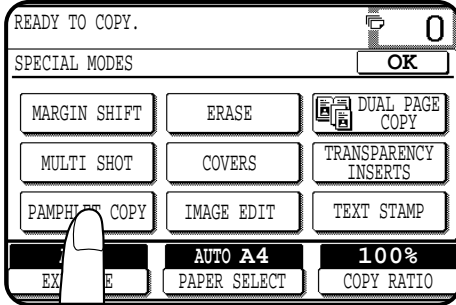 READY TO COPY.
0
SPECIAL MODES
OK
MARGIN SHIFT
ERASE
DUAL PAGE
COPY
MULTI SHOT
COVERS
TRANSPARENCY
INSERTS
PAMPHLET COPY
IMAGE EDIT
TEXT STAMP
AUTO A4
100%
PAPER SELECT
COPY RATIO